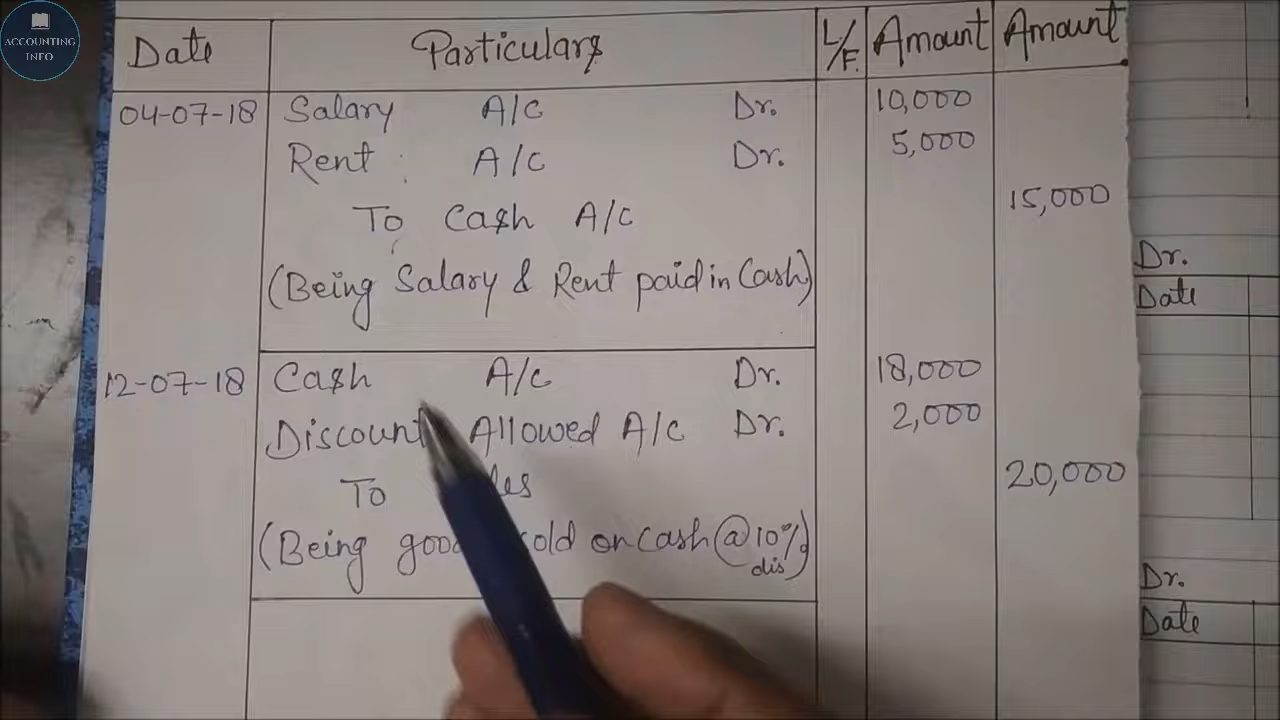 ACCOUNTING
INFO
Date Particulars L/F. Amount Amount
04-07-18 Salary A/C Dr. 10,000
Rent A/C Dr. 5,000
To Cash A/C 15,000
(Being Salary & Rent paid in Cash)
12-07-18 Cash A/C Dr. 18,000
Discount Allowed A/C Dr. 2,000
To 20,000
(Being sold on cash @ 10% dis)
Dr.
Date
Dr.
Date